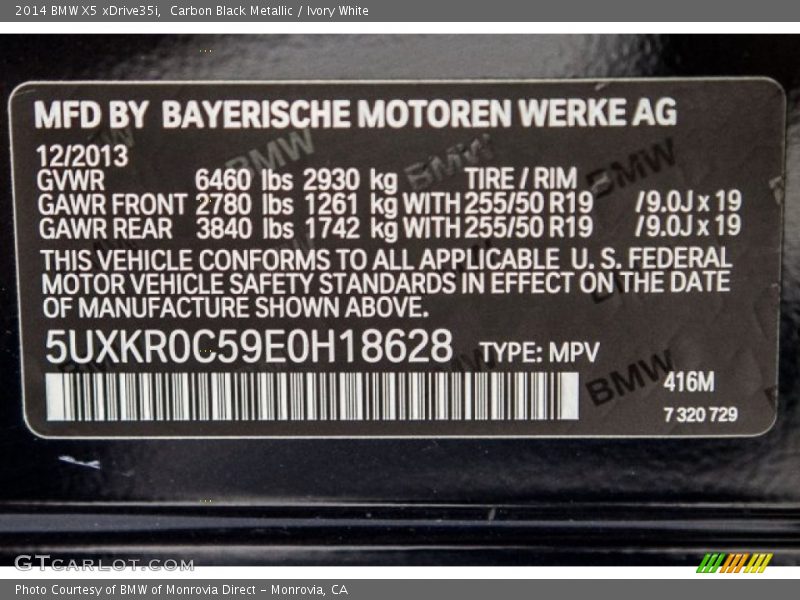 2014 BMW X5 xDrive35i, Carbon Black Metallic / Ivory White
MFD BY BAYERISCHE MOTOREN WERKE AG
12/2013
GVWR 6460 lbs 2930 kg TIRE / RIM
GAWR FRONT 2780 lbs 1261 kg WITH 255/50 R19 /9.0J x 19
GAWR REAR 3840 lbs 1742 kg WITH 255/50 R19 /9.0J x 19
THIS VEHICLE CONFORMS TO ALL APPLICABLE U. S. FEDERAL
MOTOR VEHICLE SAFETY STANDARDS IN EFFECT ON THE DATE
OF MANUFACTURE SHOWN ABOVE.
5UXKR0C59E0H18628 TYPE: MPV
BMW
BMW
BMW
BMW
416M
7 320 729
GTCARLOT.COM
Photo Courtesy of BMW of Monrovia Direct - Monrovia, CA